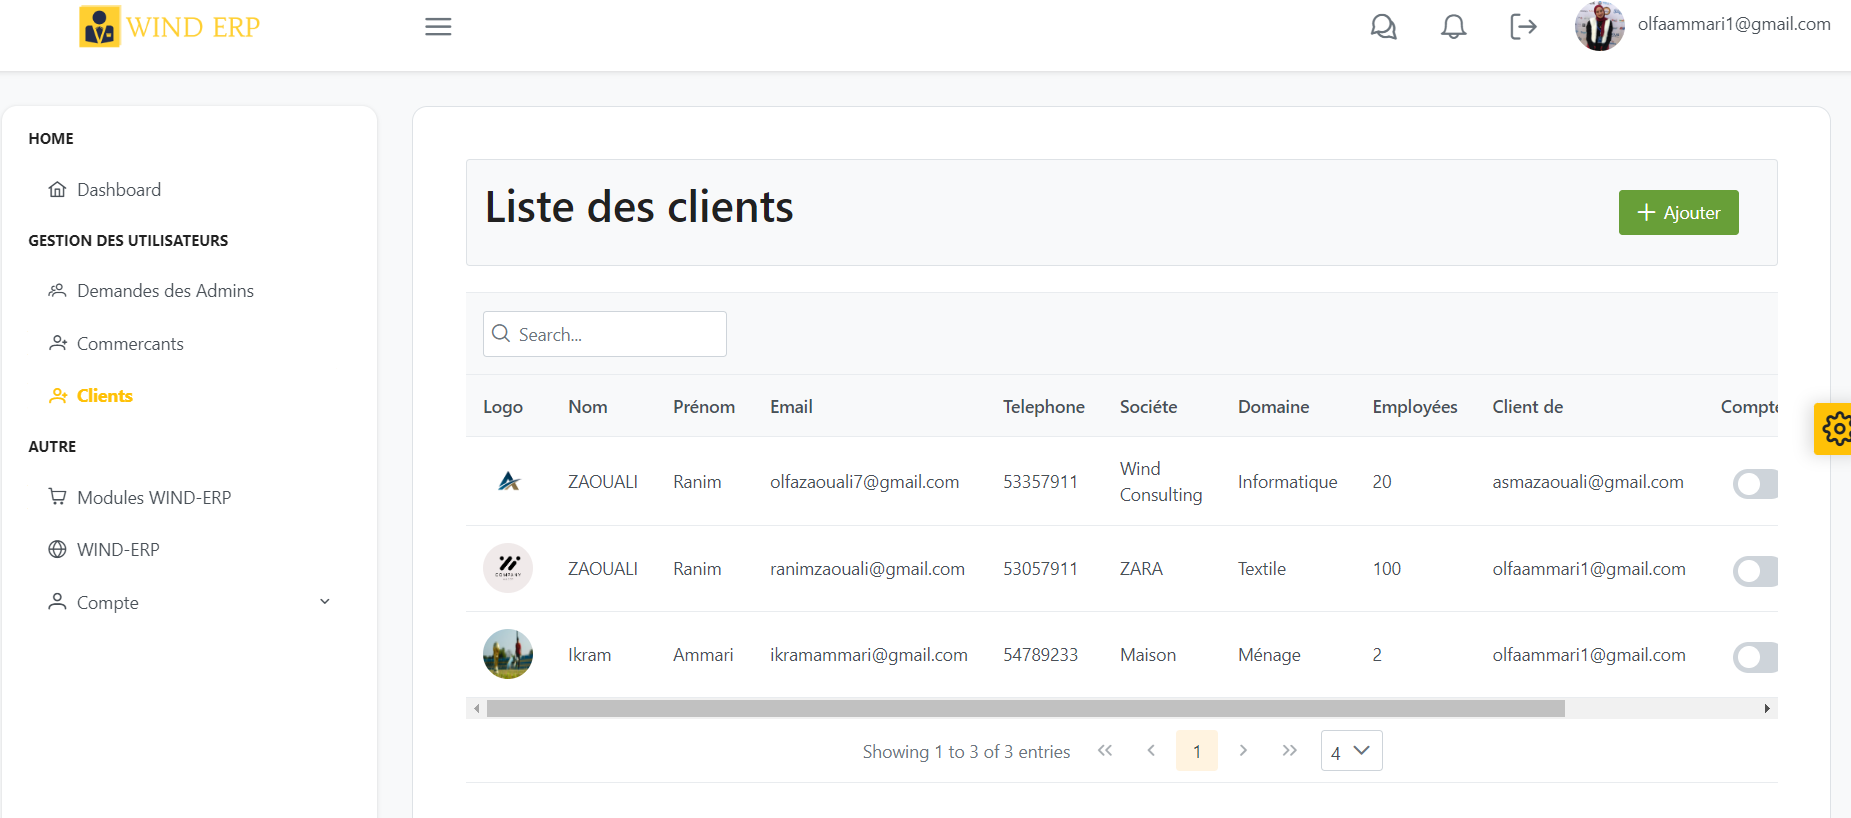 WIND ERP
olfaammari1@gmail.com
HOME
Dashboard
GESTION DES UTILISATEURS
Demandes des Admins
Commercants
Clients
AUTRE
Modules WIND-ERP
WIND-ERP
Compte
Liste des clients
Ajouter
Search...
Logo Nom Prénom Email Telephone Sociéte Domaine Employées Client de Compte
ZAOUALI Ranim olfazaouali7@gmail.com 53357911 Wind Consulting Informatique 20 asmazaouali@gmail.com
COMPANY ZAOUALI Ranim ranimzaouali@gmail.com 53057911 ZARA Textile 100 olfaammari1@gmail.com
Ikram Ammari ikramammari@gmail.com 54789233 Maison Ménage 2 olfaammari1@gmail.com
Showing 1 to 3 of 3 entries 1 4